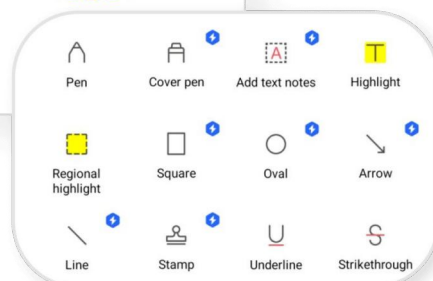 Pen Cover pen Add text notes Highlight
Regional highlight Square Oval Arrow
Line Stamp Underline Strikethrough